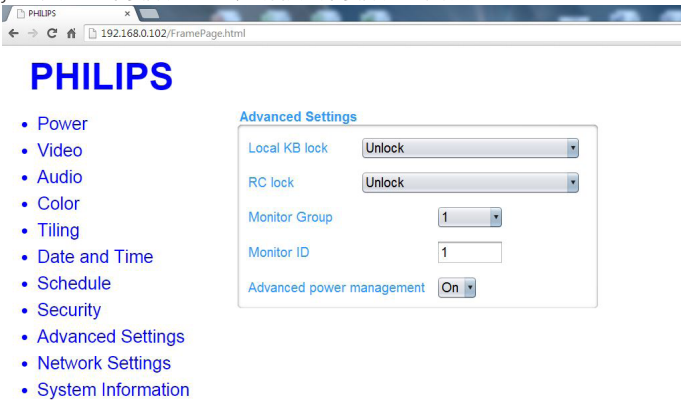 PHILIPS
192.168.0.102/FramePage.html
PHILIPS
Power
Video
Audio
Color
Tiling
Date and Time
Schedule
Security
Advanced Settings
Network Settings
System Information
Advanced Settings
Local KB lock Unlock
RC lock Unlock
Monitor Group 1
Monitor ID 1
Advanced power management On